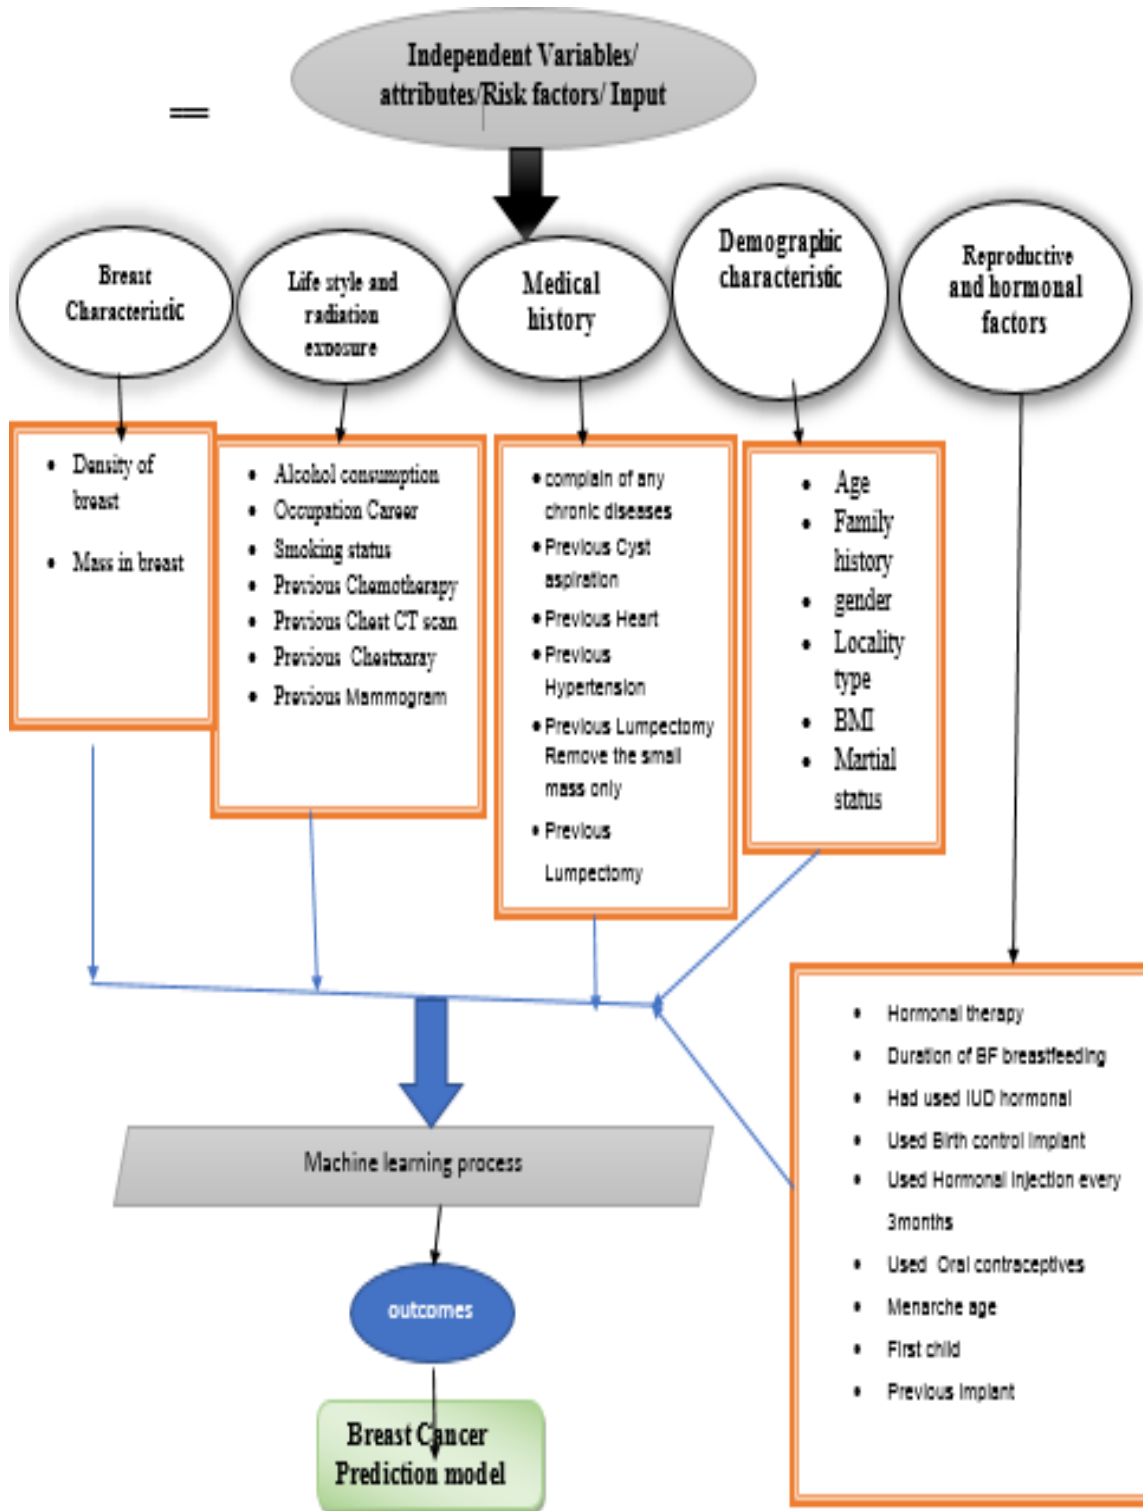 Independent Variables/
attributes/Risk factors/ Input
Breast
Characteristic
Life style and
radiation
exposure
Medical
history
Demographic
characteristic
Reproductive
and hormonal
factors
• Density of
breast
• Mass in breast
• Alcohol consumption
• Occupation Career
• Smoking status
• Previous Chemotherapy
• Previous Chest CT scan
• Previous Chestxaray
• Previous Mammogram
• complain of any
chronic diseases
• Previous Cyst
aspiration
• Previous Heart
• Previous
Hypertension
• Previous Lumpectomy
Remove the small
mass only
• Previous
Lumpectomy
• Age
• Family
history
• gender
• Locality
type
• BMI
• Martial
status
• Hormonal therapy
• Duration of BF breastfeeding
• Had used IUD hormonal
• Used Birth control Implant
• Used Hormonal Injection every
3months
• Used Oral contraceptives
• Menarche age
• First child
• Previous Implant
Machine learning process
outcomes
Breast Cancer
Prediction model